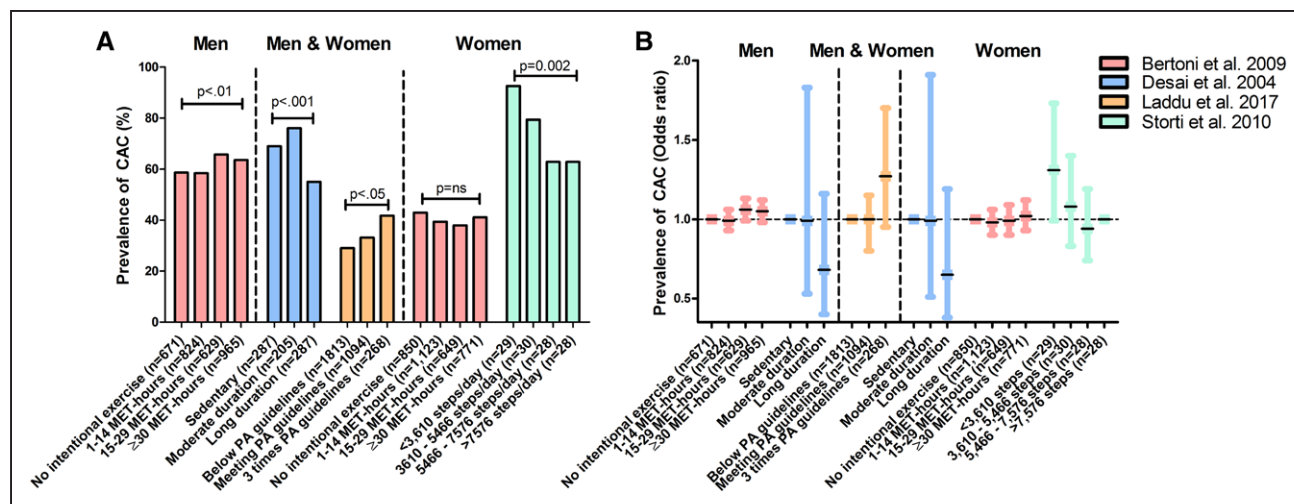 A
Men
Men & Women
Women
Prevalence of CAC (%)
100
80
60
40
20
0
p<.01
p<.001
p<.05
p=ns
p=0.002
No intentional exercise (n=671)
1-14 MET-hours (n=824)
15-29 MET-hours (n=629)
≥30 MET-hours (n=965)
Sedentary (n=287)
Moderate duration (n=205)
Long duration (n=287)
Below PA guidelines (n=1813)
Meeting PA guidelines (n=1094)
3 times PA guidelines (n=268)
No intentional exercise (n=850)
1-14 MET-hours (n=1,123)
15-29 MET-hours (n=649)
≥30 MET-hours (n=771)
<3,610 steps/day (n=29)
3610 - 5466 steps/day (n=30)
5466 - 7576 steps/day (n=28)
>7576 steps/day (n=28)
B
Men
Men & Women
Women
Prevalence of CAC (Odds ratio)
2.0
1.5
1.0
0.5
No intentional exercise (n=671)
1-14 MET-hours (n=824)
15-29 MET-hours (n=629)
≥30 MET-hours (n=965)
Sedentary
Moderate duration
Long duration
Below PA guidelines (n=1813)
Meeting PA guidelines (n=1094)
3 times PA guidelines (n=268)
Sedentary
Moderate duration
Long duration
No intentional exercise (n=850)
1-14 MET-hours (n=1,123)
15-29 MET-hours (n=649)
≥30 MET-hours (n=771)
<3,610 steps (n=29)
3,610 - 5,466 steps (n=30)
5,466 - 7,576 steps (n=28)
>7,576 steps (n=28)
Bertoni et al. 2009
Desai et al. 2004
Laddu et al. 2017
Storti et al. 2010